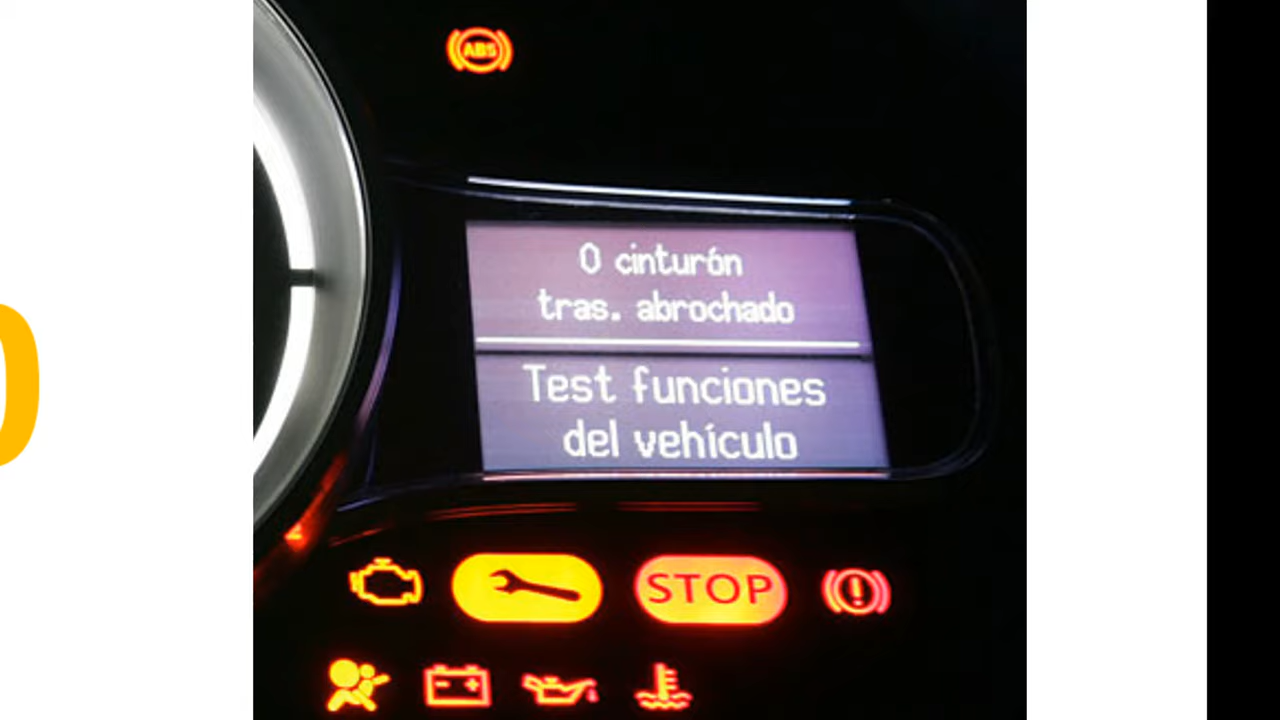 ABS
0 cinturón
tras. abrochado
Test funciones
del vehículo
STOP